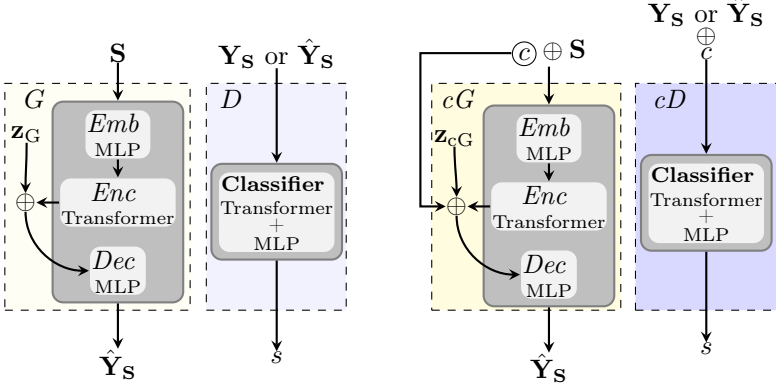 S
Y_S or Ŷ_S
G
Emb
MLP
z_G
Enc
Transformer
⊕
Dec
MLP
Ŷ_S
D
Classifier
Transformer
+
MLP
s
c ⊕ S
Y_S or Ŷ_S
⊕
c
cG
Emb
MLP
z_cG
Enc
Transformer
⊕
Dec
MLP
Ŷ_S
cD
Classifier
Transformer
+
MLP
s